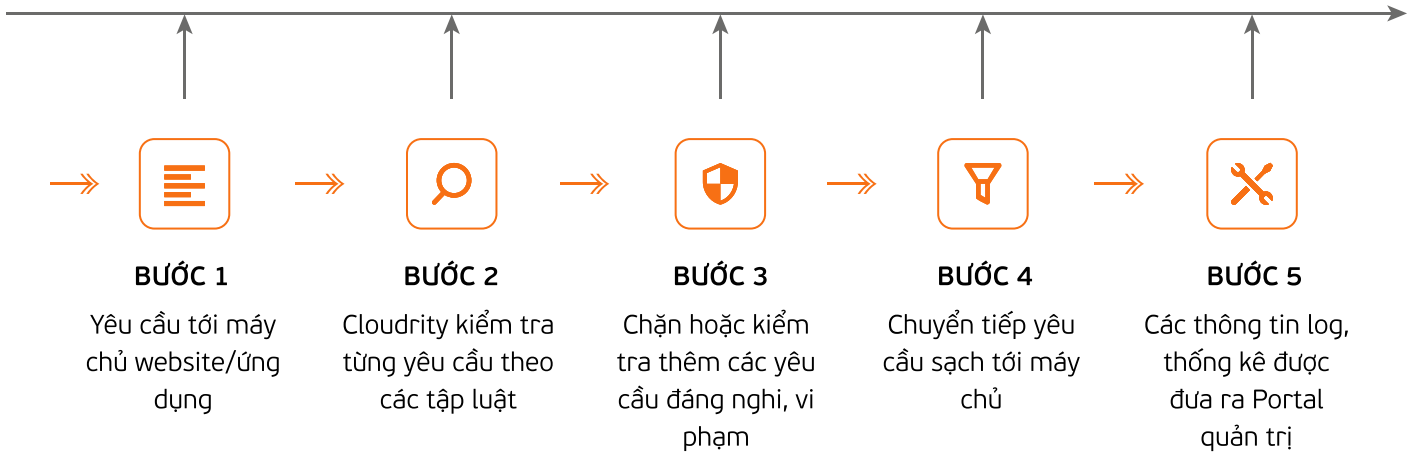 BƯỚC 1
Yêu cầu tới máy
chủ website/ứng
dụng
BƯỚC 2
Cloudrity kiểm tra
từng yêu cầu theo
các tập luật
BƯỚC 3
Chặn hoặc kiểm
tra thêm các yêu
cầu đáng nghi, vi
phạm
BƯỚC 4
Chuyển tiếp yêu
cầu sạch tới máy
chủ
BƯỚC 5
Các thông tin log,
thống kê được
đưa ra Portal
quản trị